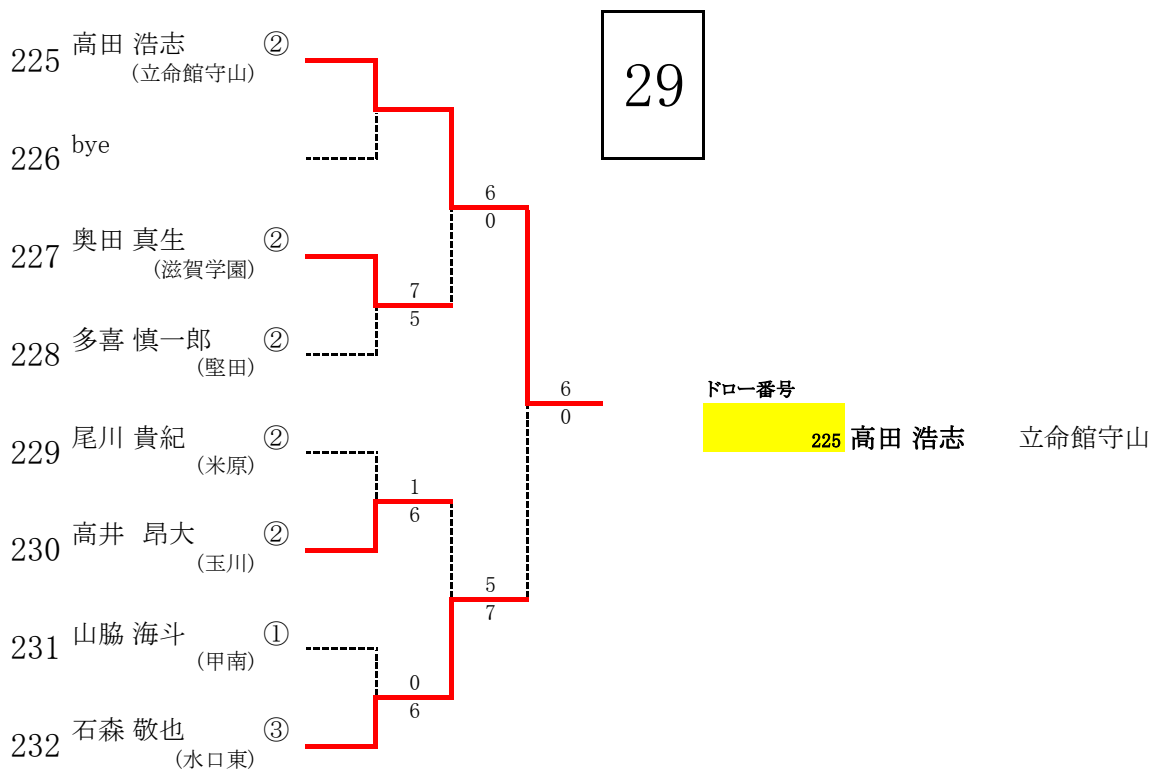 29
225 高田 浩志 ②
(立命館守山)
226 bye
6
0
227 奥田 真生 ②
(滋賀学園)
7
5
228 多喜 慎一郎 ②
(堅田)
6
0
ドロー番号
225 高田 浩志 立命館守山
229 尾川 貴紀 ②
(米原)
1
6
230 高井 昂大 ②
(玉川)
5
7
231 山脇 海斗 ①
(甲南)
0
6
232 石森 敬也 ③
(水口東)